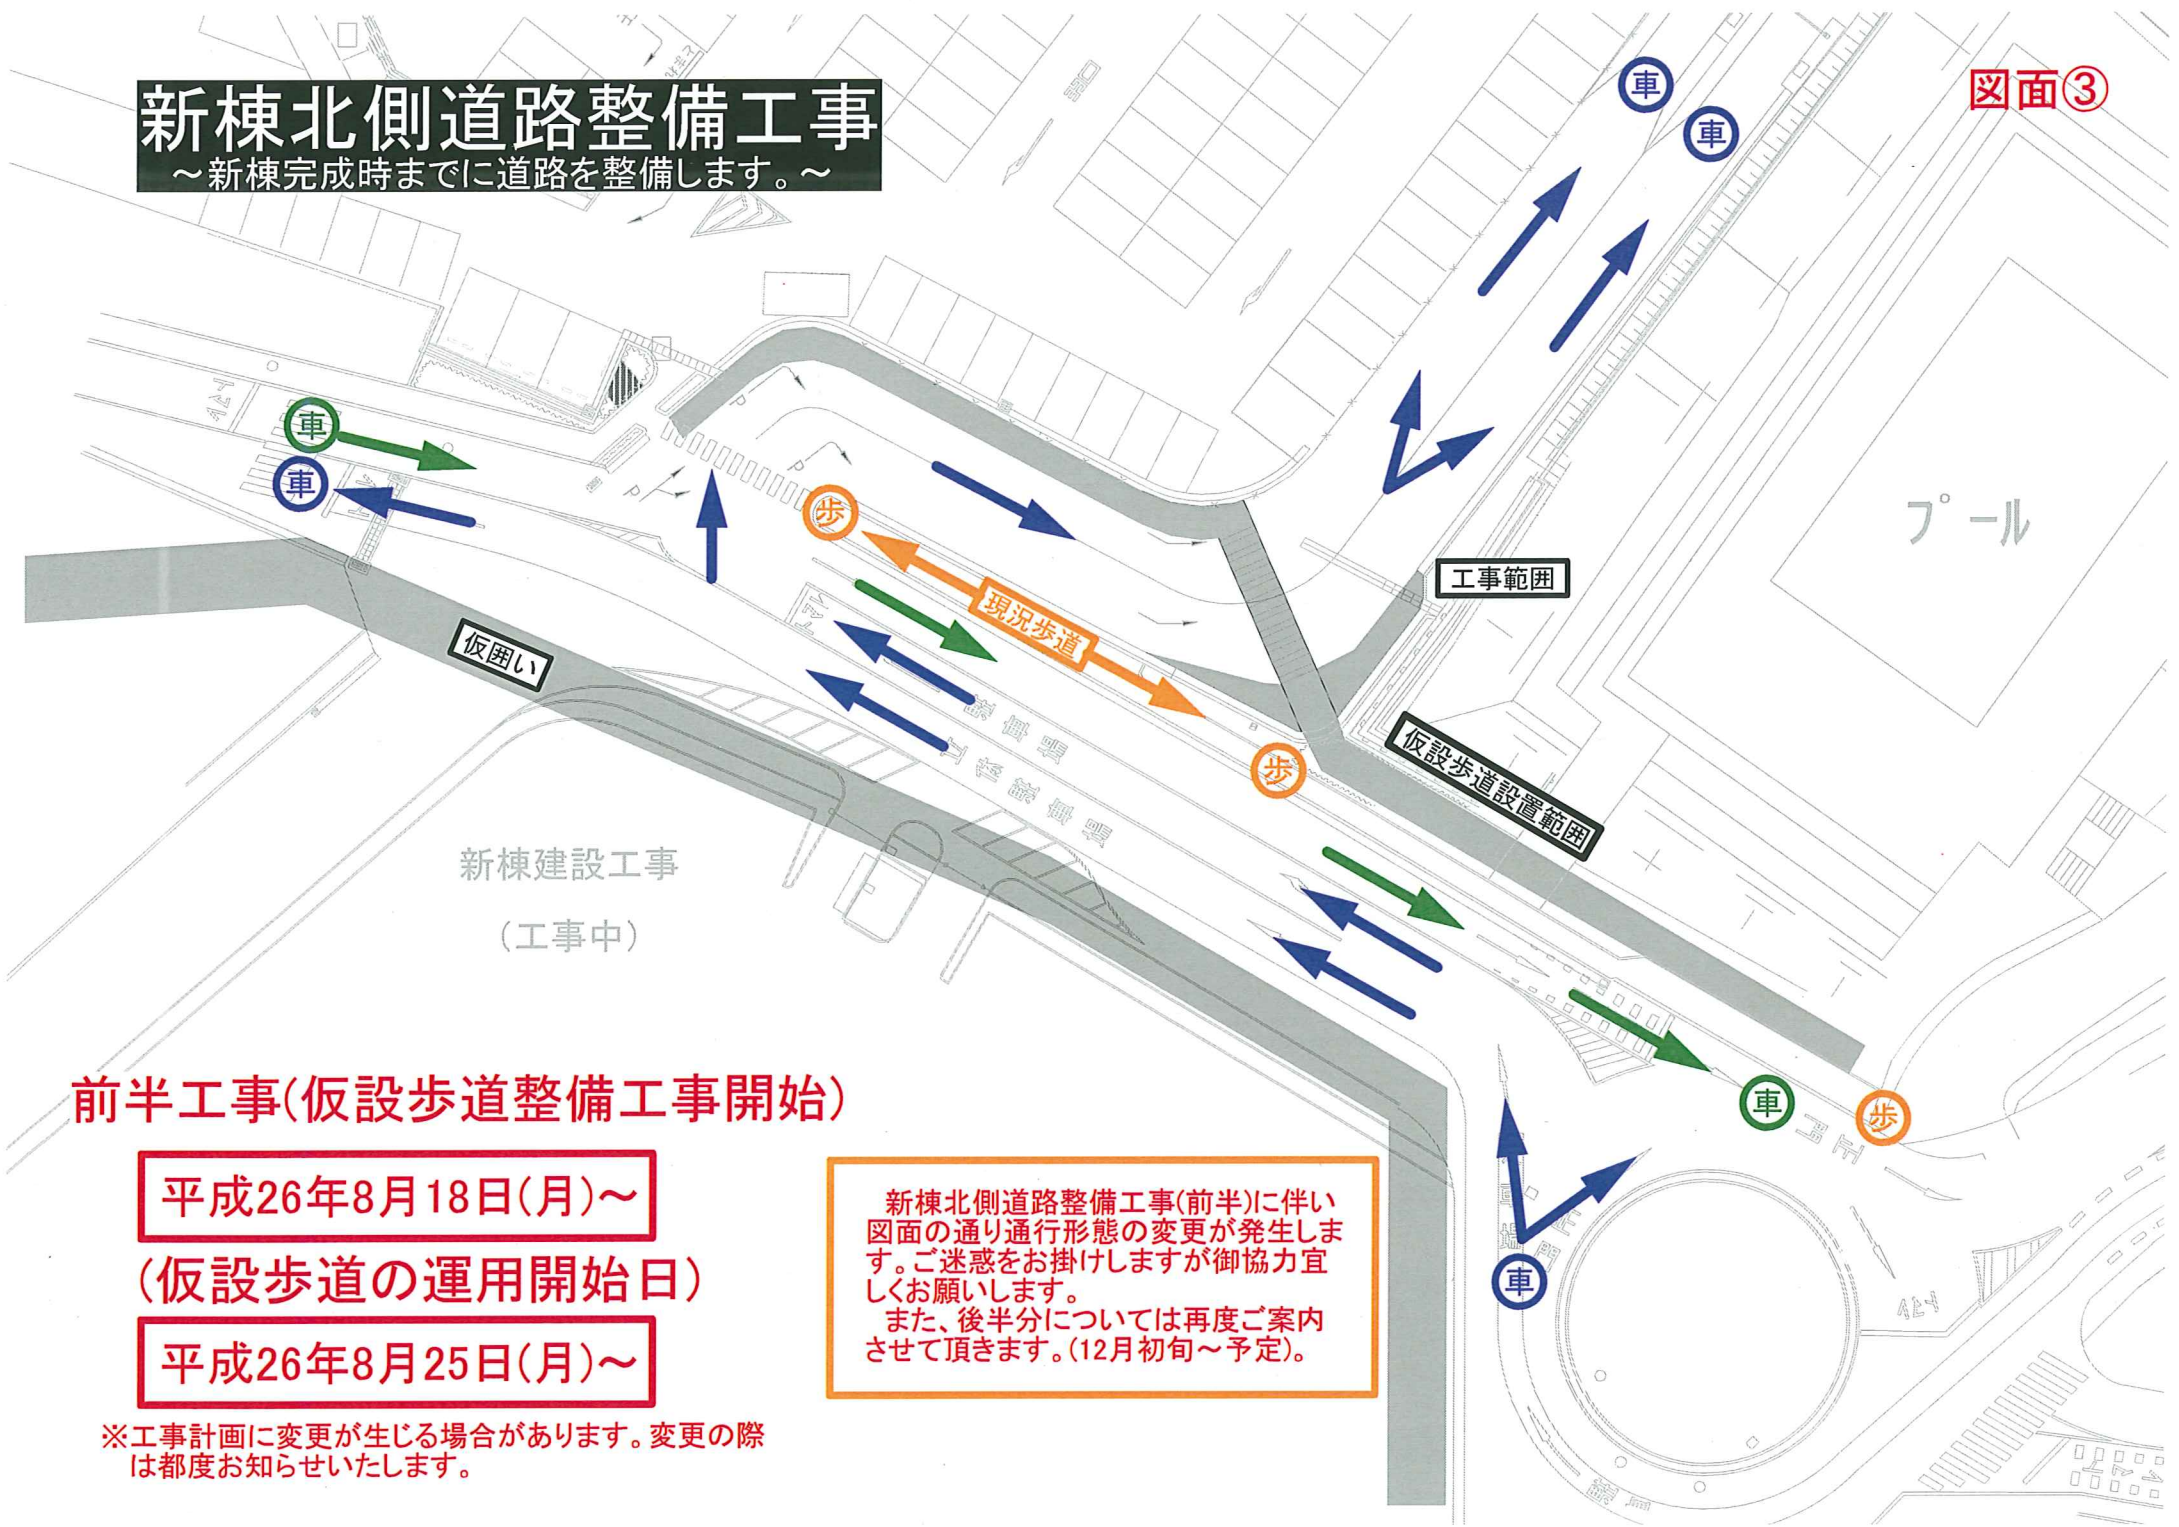 新棟北側道路整備工事
～新棟完成時までに道路を整備します。～
図面③
車
車
車
車
歩
現況歩道
工事範囲
プール
仮囲い
歩
仮設歩道設置範囲
新棟建設工事
(工事中)
車
歩
車
前半工事(仮設歩道整備工事開始)
平成26年8月18日(月)～
(仮設歩道の運用開始日)
平成26年8月25日(月)～
※工事計画に変更が生じる場合があります。変更の際
は都度お知らせいたします。
新棟北側道路整備工事(前半)に伴い
図面の通り通行形態の変更が発生しま
す。ご迷惑をお掛けしますが御協力宜
しくお願いします。
また、後半分については再度ご案内
させて頂きます。(12月初旬～予定)。